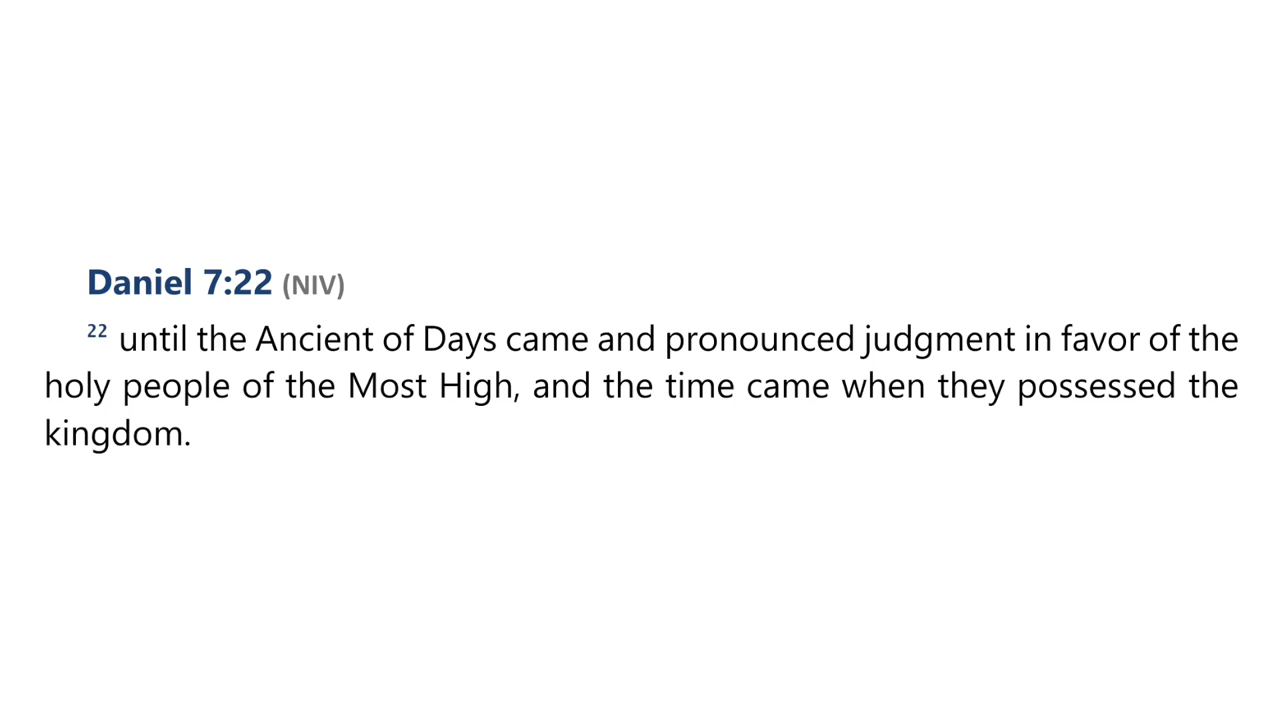 Daniel 7:22 (NIV)
22 until the Ancient of Days came and pronounced judgment in favor of the
holy people of the Most High, and the time came when they possessed the
kingdom.